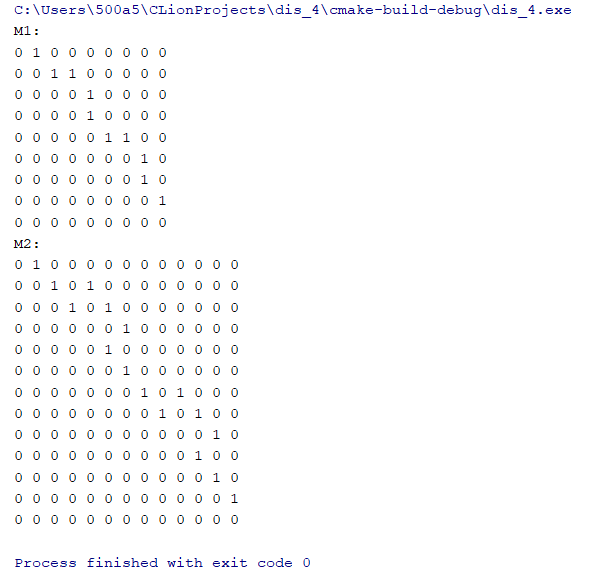 C:\Users\500a5\CLionProjects\dis_4\cmake-build-debug\dis_4.exe
M1:
0 1 0 0 0 0 0 0 0
0 0 1 1 0 0 0 0 0
0 0 0 0 1 0 0 0 0
0 0 0 0 1 0 0 0 0
0 0 0 0 0 1 1 0 0
0 0 0 0 0 0 0 1 0
0 0 0 0 0 0 0 1 0
0 0 0 0 0 0 0 0 1
0 0 0 0 0 0 0 0 0
M2:
0 1 0 0 0 0 0 0 0 0 0 0 0
0 0 1 0 1 0 0 0 0 0 0 0 0
0 0 0 1 0 1 0 0 0 0 0 0 0
0 0 0 0 0 0 1 0 0 0 0 0 0
0 0 0 0 0 1 0 0 0 0 0 0 0
0 0 0 0 0 0 1 0 0 0 0 0 0
0 0 0 0 0 0 0 1 0 1 0 0 0
0 0 0 0 0 0 0 0 1 0 1 0 0
0 0 0 0 0 0 0 0 0 0 0 1 0
0 0 0 0 0 0 0 0 0 0 1 0 0
0 0 0 0 0 0 0 0 0 0 0 1 0
0 0 0 0 0 0 0 0 0 0 0 0 1
0 0 0 0 0 0 0 0 0 0 0 0 0
Process finished with exit code 0